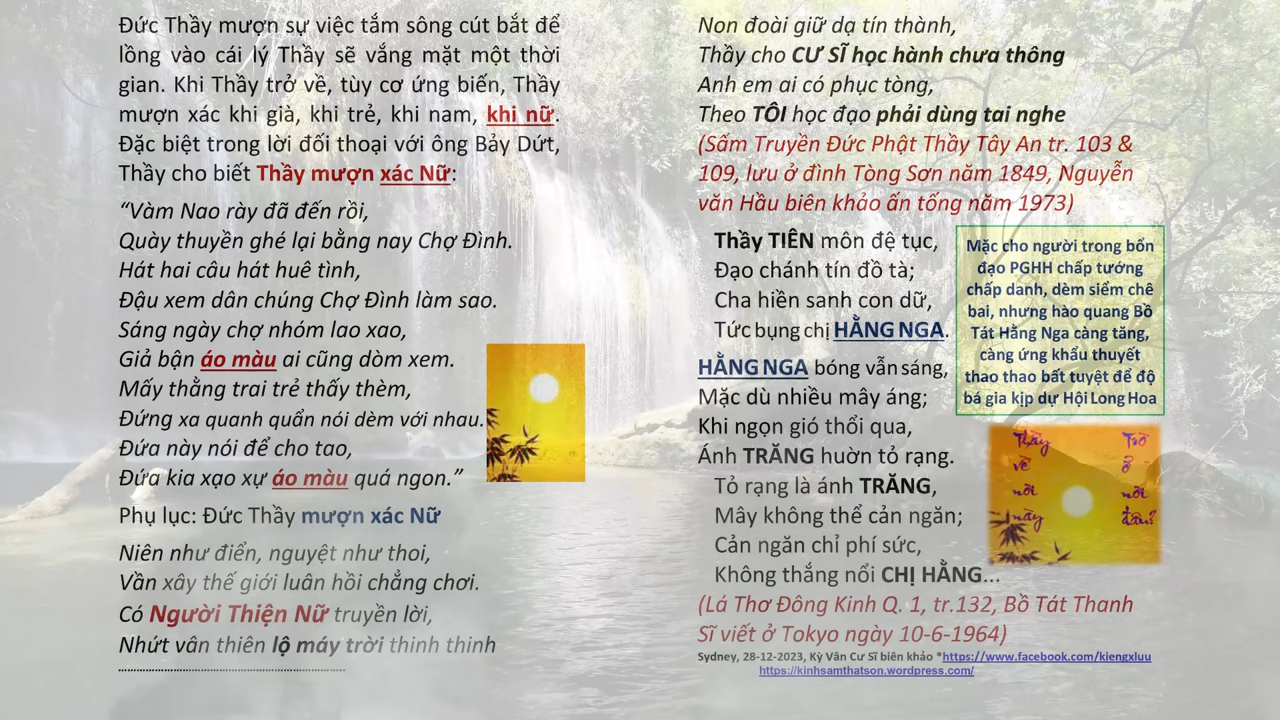 Đức Thầy mượn sự việc tắm sông cút bắt để
lồng vào cái lý Thầy sẽ vắng mặt một thời
gian. Khi Thầy trở về, tùy cơ ứng biến, Thầy
mượn xác khi già, khi trẻ, khi nam, khi nữ.
Đặc biệt trong lời đối thoại với ông Bảy Dứt,
Thầy cho biết Thầy mượn xác Nữ:
“Vàm Nao rày đã đến rồi,
Quày thuyền ghé lại bằng nay Chợ Đình.
Hát hai câu hát huê tình,
Đậu xem dân chúng Chợ Đình làm sao.
Sáng ngày chợ nhóm lao xao,
Giả bận áo màu ai cũng dòm xem.
Mấy thằng trai trẻ thấy thèm,
Đứng xa quanh quẩn nói dèm với nhau.
Đứa này nói để cho tao,
Đứa kia xạo xự áo màu quá ngon.”
Phụ lục: Đức Thầy mượn xác Nữ
Niên như điển, nguyệt như thoi,
Vần xây thế giới luân hồi chẳng chơi.
Có Người Thiện Nữ truyền lời,
Nhứt vân thiên lộ máy trời thinh thinh
Non đoài giữ dạ tín thành,
Thầy cho CƯ SĨ học hành chưa thông
Anh em ai có phục tòng,
Theo TÔI học đạo phải dùng tai nghe
(Sấm Truyền Đức Phật Thầy Tây An tr. 103 &
109, lưu ở đình Tòng Sơn năm 1849, Nguyễn
văn Hầu biên khảo ấn tống năm 1973)
Thầy TIÊN môn đệ tục,
Đạo chánh tín đồ tà;
Cha hiền sanh con dữ,
Tức bụng chị HẰNG NGA.
HẰNG NGA bóng vẫn sáng,
Mặc dù nhiều mây áng;
Khi ngọn gió thổi qua,
Ánh TRĂNG huờn tỏ rạng.
Tỏ rạng là ánh TRĂNG,
Mây không thể cản ngăn;
Cản ngăn chỉ phí sức,
Không thắng nổi CHỊ HẰNG...
(Lá Thơ Đông Kinh Q. 1, tr.132, Bồ Tát Thanh
Sĩ viết ở Tokyo ngày 10-6-1964)
Mặc cho người trong bổn
đạo PGHH chấp tướng
chấp danh, dèm siểm chê
bai, nhưng hào quang Bồ
Tát Hằng Nga càng tăng,
càng ứng khẩu thuyết
thao thao bất tuyệt để độ
bá gia kịp dự Hội Long Hoa
Thầy Trò
về ở
nơi nơi
nầy đâu?
Sydney, 28-12-2023, Kỳ Vân Cư Sĩ biên khảo *https://www.facebook.com/kiengxluu
https://kinhsamthatson.wordpress.com/